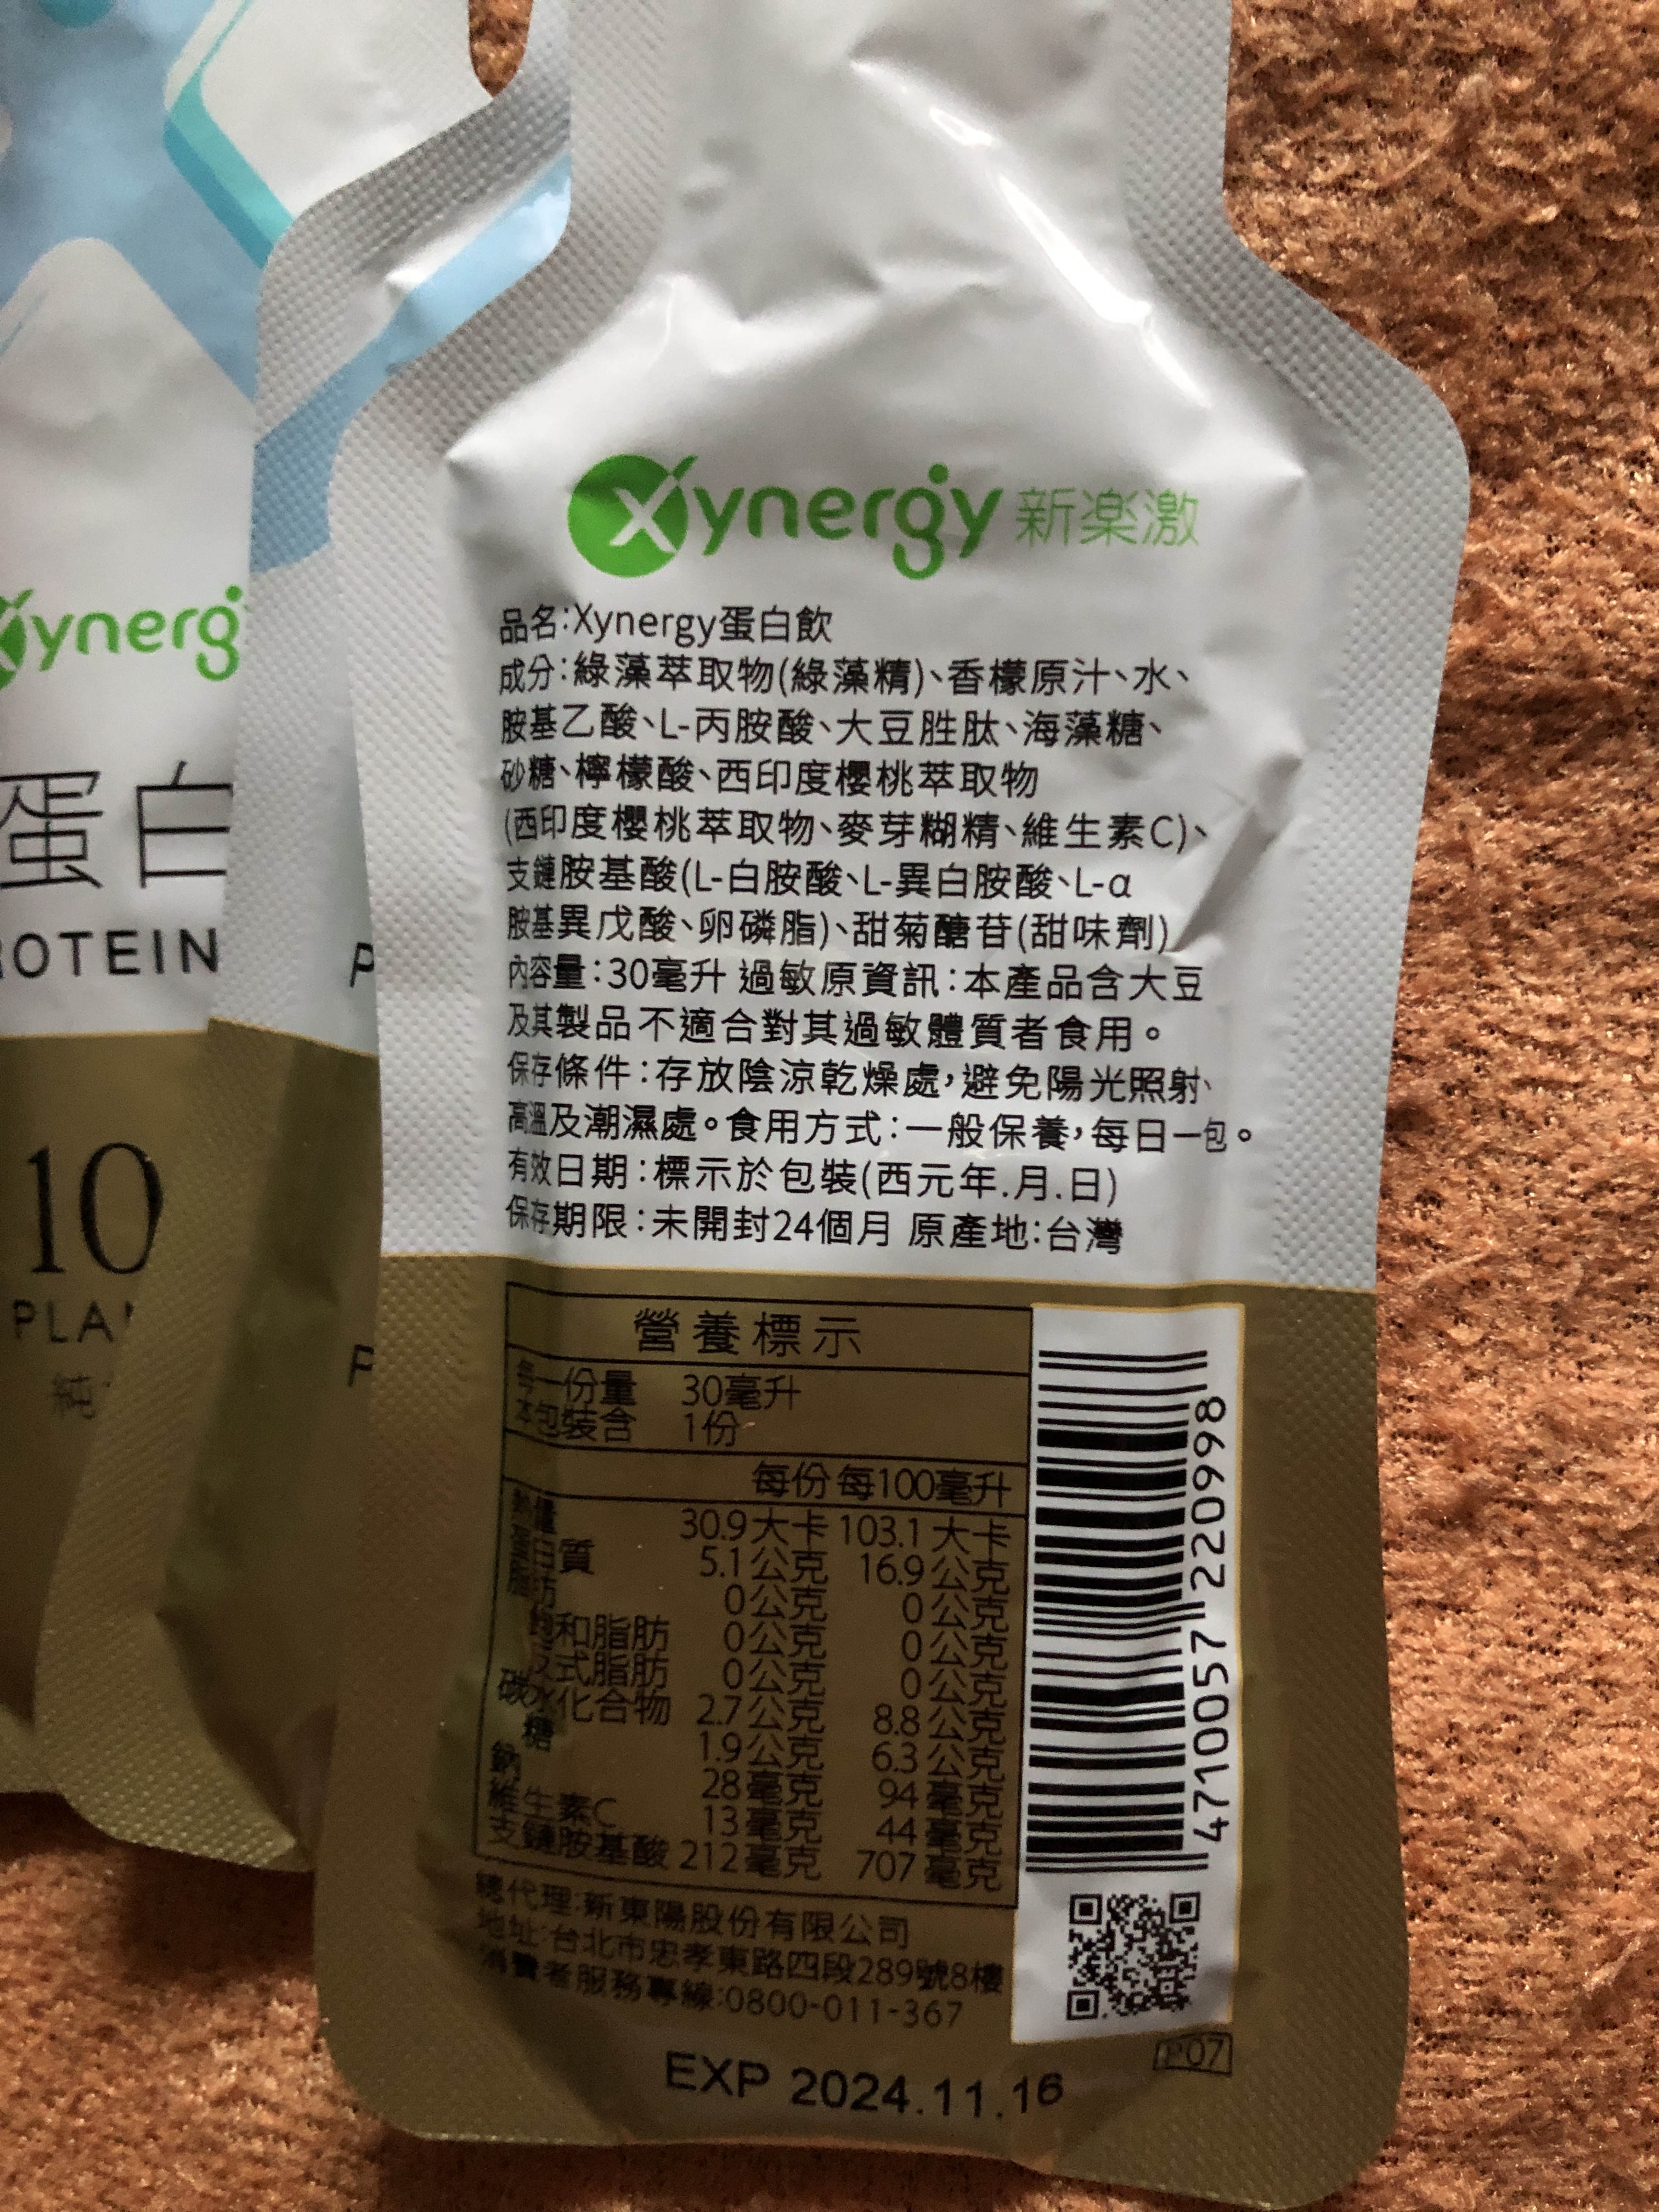 Xynergy 新楽激
品名:Xynergy蛋白飲
成分:綠藻萃取物(綠藻精)、香檬原汁、水、
胺基乙酸、L-丙胺酸、大豆胜肽、海藻糖、
砂糖、檸檬酸、西印度櫻桃萃取物
(西印度櫻桃萃取物、麥芽糊精、維生素C)、
支鏈胺基酸(L-白胺酸、L-異白胺酸、L-α
胺基異戊酸、卵磷脂)、甜菊醣苷(甜味劑)
內容量:30毫升 過敏原資訊:本產品含大豆
及其製品不適合對其過敏體質者食用。
保存條件:存放陰涼乾燥處,避免陽光照射、
高溫及潮濕處。食用方式:一般保養,每日一包。
有效日期:標示於包裝(西元年.月.日)
保存期限:未開封24個月 原產地:台灣
營養標示
每一份量 30毫升
本包裝含 1份
每份 每100毫升
熱量 30.9大卡 103.1大卡
蛋白質 5.1公克 16.9公克
脂肪 0公克 0公克
飽和脂肪 0公克 0公克
反式脂肪 0公克 0公克
碳水化合物 2.7公克 8.8公克
糖 1.9公克 6.3公克
鈉 28毫克 94毫克
維生素C 13毫克 44毫克
支鏈胺基酸 212毫克 707毫克
總代理:新東陽股份有限公司
地址:台北市忠孝東路四段289號8樓
消費者服務專線:0800-011-367
EXP 2024.11.16
4710057 220998
P07
Xynerg
蛋白
ROTEIN
10
PLA
純
P
P